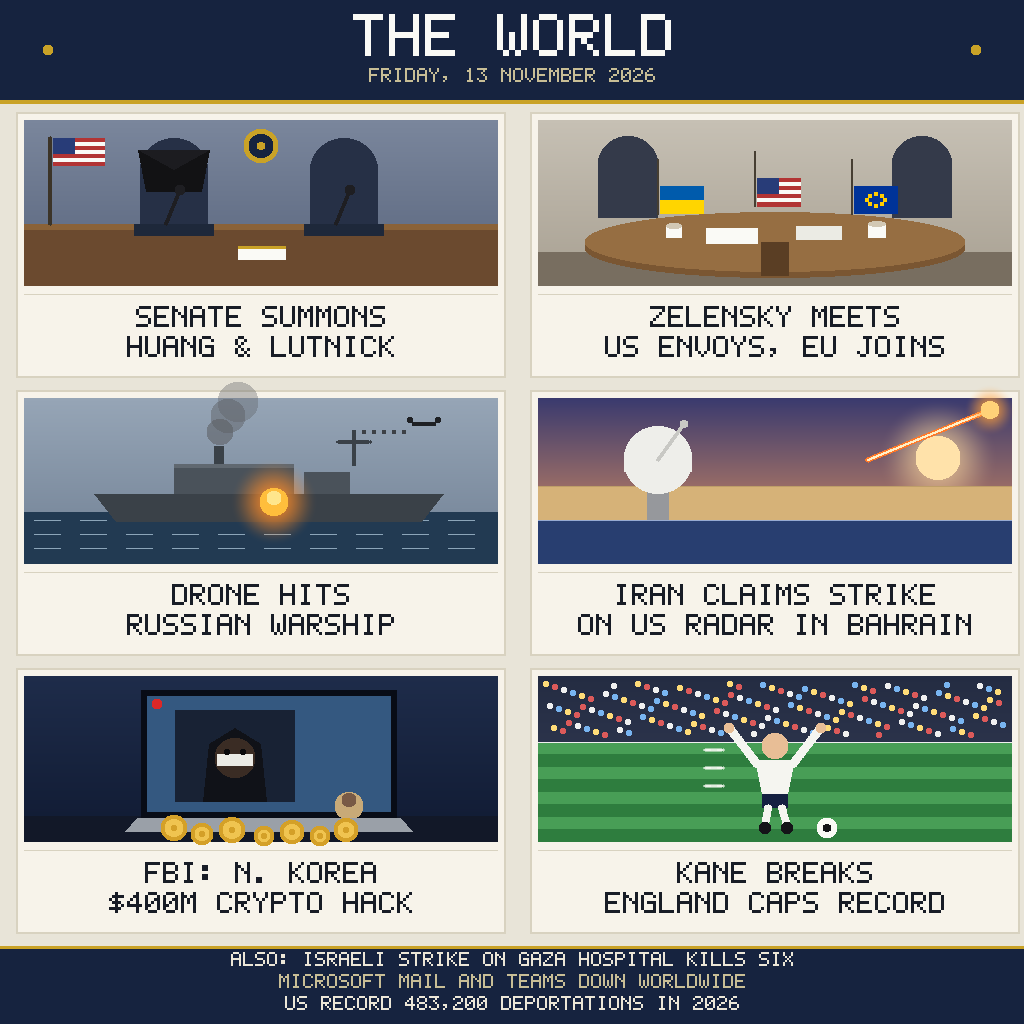 THE WORLD
FRIDAY, 13 NOVEMBER 2026
SENATE SUMMONS
HUANG & LUTNICK
ZELENSKY MEETS
US ENVOYS, EU JOINS
DRONE HITS
RUSSIAN WARSHIP
IRAN CLAIMS STRIKE
ON US RADAR IN BAHRAIN
FBI: N. KOREA
$400M CRYPTO HACK
KANE BREAKS
ENGLAND CAPS RECORD
ALSO: ISRAELI STRIKE ON GAZA HOSPITAL KILLS SIX
MICROSOFT MAIL AND TEAMS DOWN WORLDWIDE
US RECORD 483,200 DEPORTATIONS IN 2026